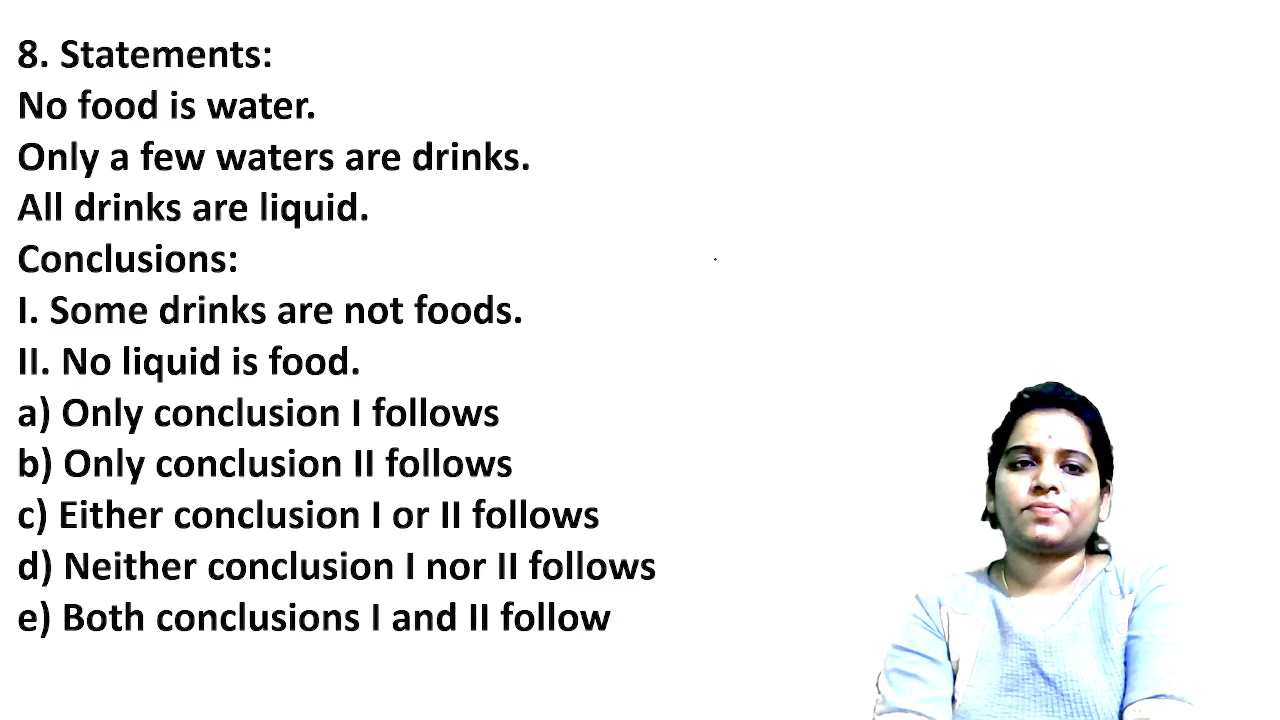 8. Statements:
No food is water.
Only a few waters are drinks.
All drinks are liquid.
Conclusions:
I. Some drinks are not foods.
II. No liquid is food.
a) Only conclusion I follows
b) Only conclusion II follows
c) Either conclusion I or II follows
d) Neither conclusion I nor II follows
e) Both conclusions I and II follow